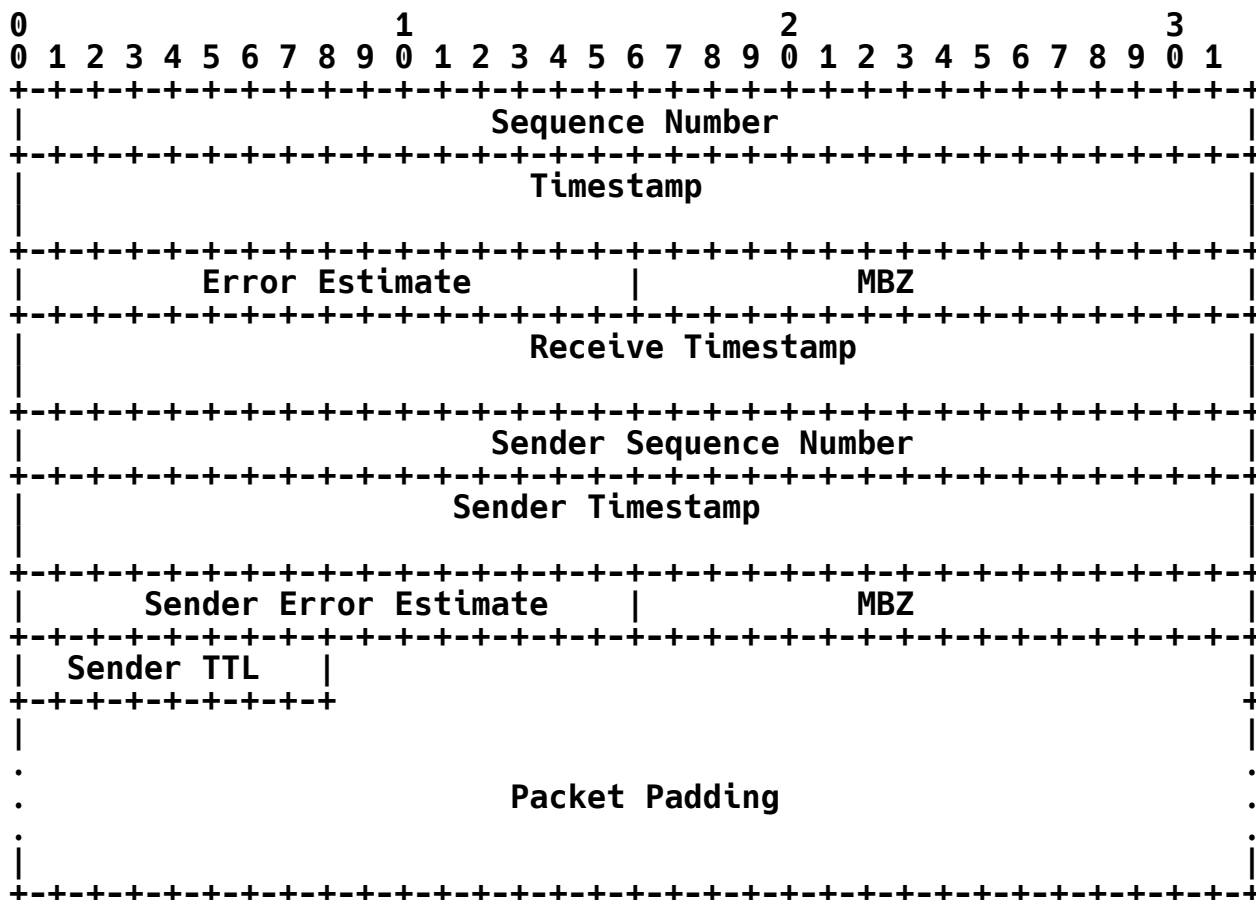 0                   1                   2                   3
0 1 2 3 4 5 6 7 8 9 0 1 2 3 4 5 6 7 8 9 0 1 2 3 4 5 6 7 8 9 0 1
+-+-+-+-+-+-+-+-+-+-+-+-+-+-+-+-+-+-+-+-+-+-+-+-+-+-+-+-+-+-+-+-+
|                        Sequence Number                        |
+-+-+-+-+-+-+-+-+-+-+-+-+-+-+-+-+-+-+-+-+-+-+-+-+-+-+-+-+-+-+-+-+
|                          Timestamp                            |
|                                                               |
+-+-+-+-+-+-+-+-+-+-+-+-+-+-+-+-+-+-+-+-+-+-+-+-+-+-+-+-+-+-+-+-+
|         Error Estimate        |           MBZ                 |
+-+-+-+-+-+-+-+-+-+-+-+-+-+-+-+-+-+-+-+-+-+-+-+-+-+-+-+-+-+-+-+-+
|                          Receive Timestamp                    |
|                                                               |
+-+-+-+-+-+-+-+-+-+-+-+-+-+-+-+-+-+-+-+-+-+-+-+-+-+-+-+-+-+-+-+-+
|                        Sender Sequence Number                 |
+-+-+-+-+-+-+-+-+-+-+-+-+-+-+-+-+-+-+-+-+-+-+-+-+-+-+-+-+-+-+-+-+
|                      Sender Timestamp                         |
|                                                               |
+-+-+-+-+-+-+-+-+-+-+-+-+-+-+-+-+-+-+-+-+-+-+-+-+-+-+-+-+-+-+-+-+
|      Sender Error Estimate    |           MBZ                 |
+-+-+-+-+-+-+-+-+-+-+-+-+-+-+-+-+-+-+-+-+-+-+-+-+-+-+-+-+-+-+-+-+
|  Sender TTL   |                                               |
+-+-+-+-+-+-+-+-+                                               +
|                                                               |
.                                                               .
.                         Packet Padding                        .
.                                                               .
|                                                               |
+-+-+-+-+-+-+-+-+-+-+-+-+-+-+-+-+-+-+-+-+-+-+-+-+-+-+-+-+-+-+-+-+